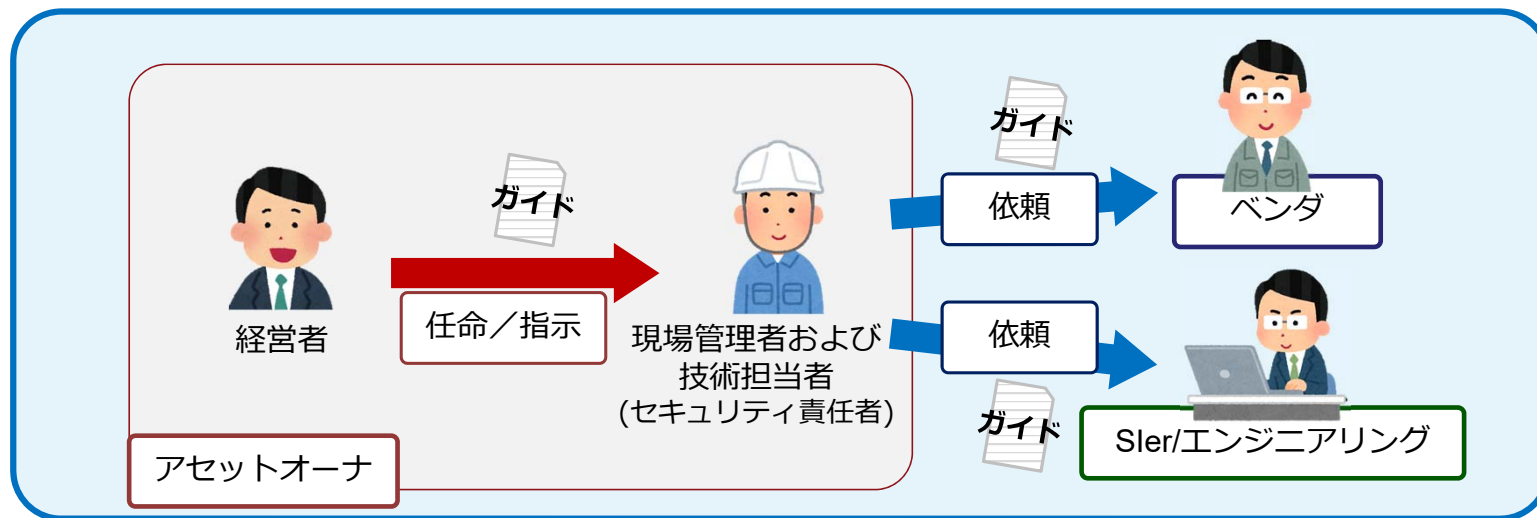 ガイド
任命／指示
経営者
現場管理者および
技術担当者
(セキュリティ責任者)
アセットオーナ
ガイド
依頼
ベンダ
依頼
ガイド
SIer/エンジニアリング